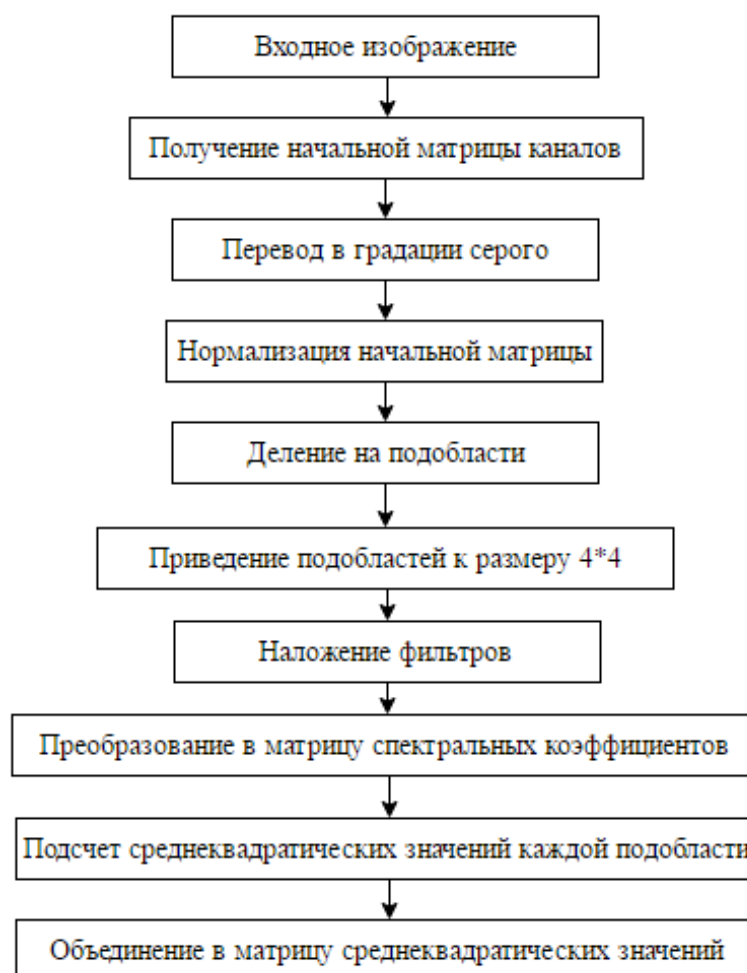 Входное изображение
Получение начальной матрицы каналов
Перевод в градации серого
Нормализация начальной матрицы
Деление на подобласти
Приведение подобластей к размеру 4*4
Наложение фильтров
Преобразование в матрицу спектральных коэффициентов
Подсчет среднеквадратических значений каждой подобласти
Объединение в матрицу среднеквадратических значений